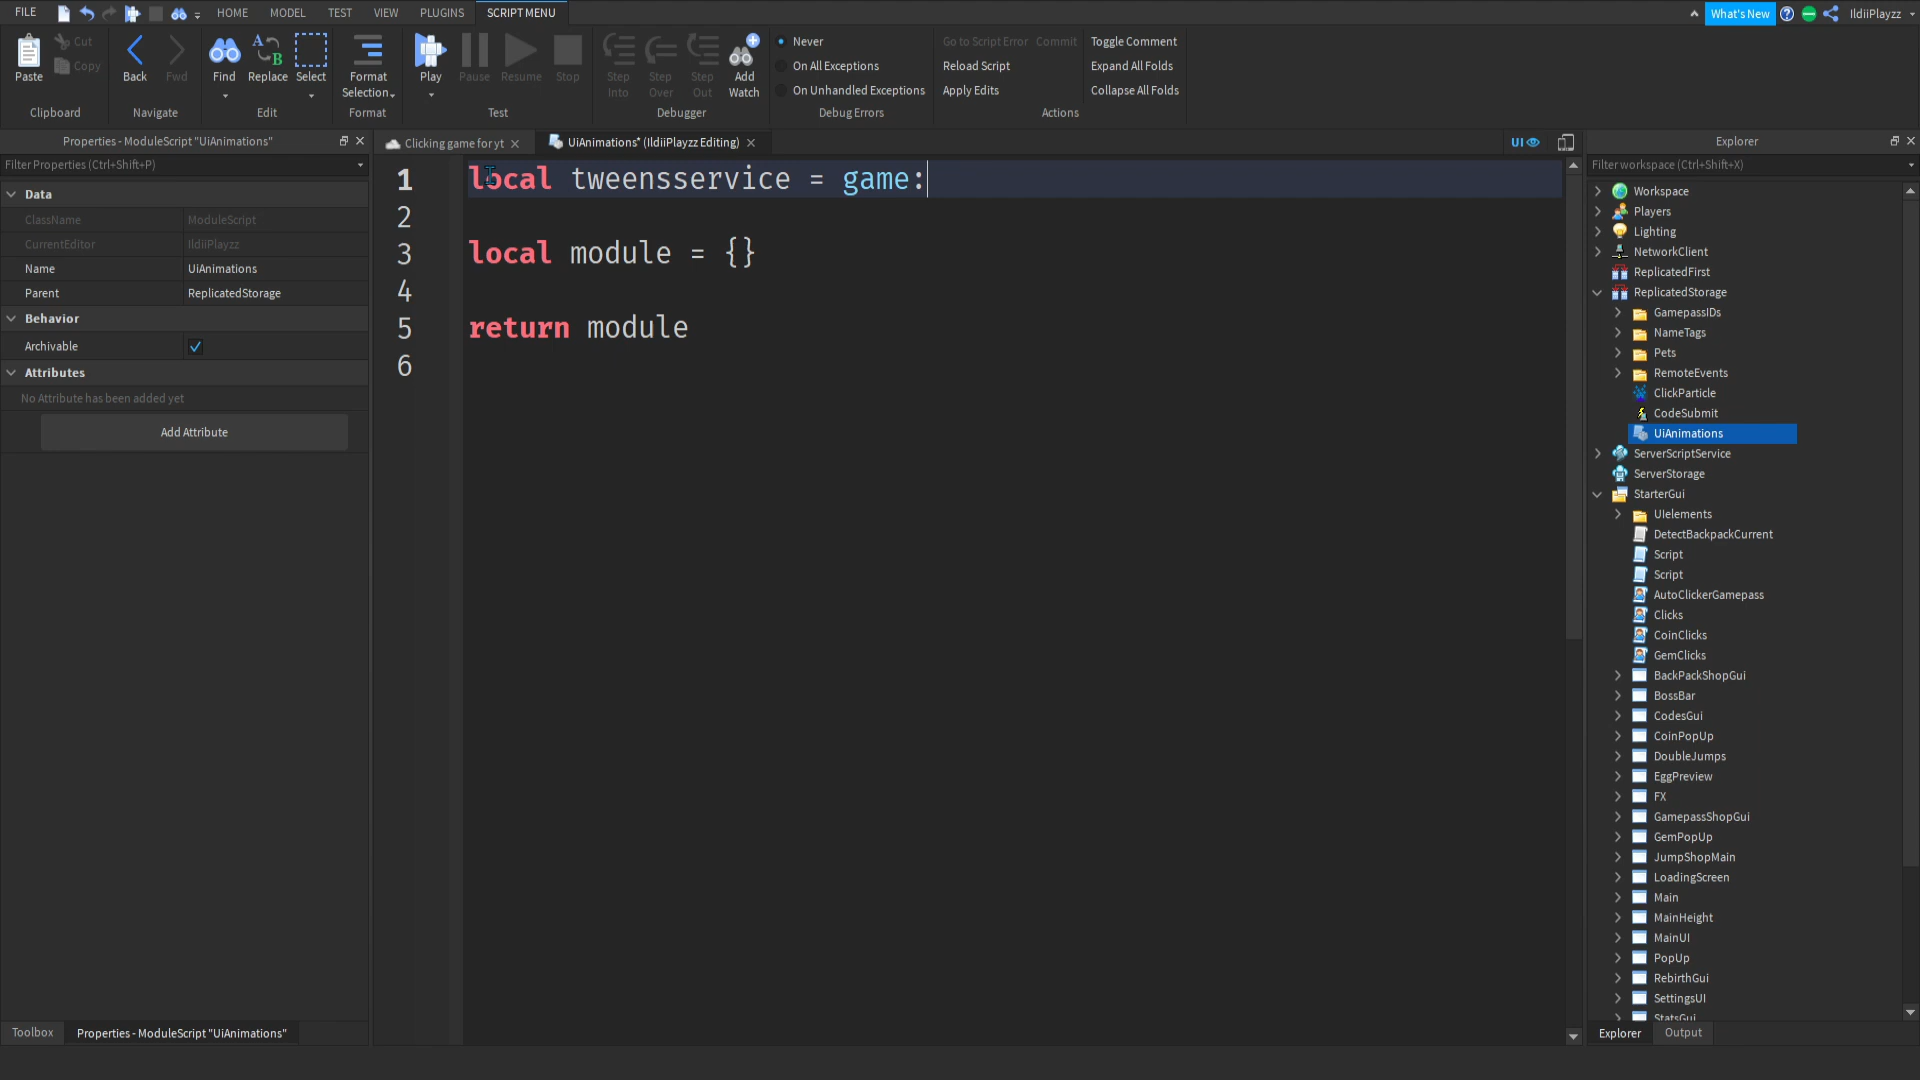 FILE HOME MODEL TEST VIEW PLUGINS SCRIPT MENU What's New IldiiPlayzz
Paste Cut Copy Back Fwd Find Replace Select Format Selection Play Pause Resume Stop Step Into Step Over Step Out Add Watch
Never
On All Exceptions
On Unhandled Exceptions
Go to Script Error Commit
Reload Script
Apply Edits
Toggle Comment
Expand All Folds
Collapse All Folds
Clipboard Navigate Edit Format Test Debugger Debug Errors Actions
Properties - ModuleScript "UiAnimations"
Filter Properties (Ctrl+Shift+P)
Data
ClassName ModuleScript
CurrentEditor IldiiPlayzz
Name UiAnimations
Parent ReplicatedStorage
Behavior
Archivable
Attributes
No Attribute has been added yet
Add Attribute
Toolbox Properties - ModuleScript "UiAnimations"
Clicking game for yt UiAnimations* (IldiiPlayzz Editing) UI
1 local tweensservice = game:
2
3 local module = {}
4
5 return module
6
Explorer
Filter workspace (Ctrl+Shift+X)
Workspace
Players
Lighting
NetworkClient
ReplicatedFirst
ReplicatedStorage
GamepassIDs
NameTags
Pets
RemoteEvents
ClickParticle
CodeSubmit
UiAnimations
ServerScriptService
ServerStorage
StarterGui
UIelements
DetectBackpackCurrent
Script
Script
AutoClickerGamepass
Clicks
CoinClicks
GemClicks
BackPackShopGui
BossBar
CodesGui
CoinPopUp
DoubleJumps
EggPreview
FX
GamepassShopGui
GemPopUp
JumpShopMain
LoadingScreen
Main
MainHeight
MainUI
PopUp
RebirthGui
SettingsUI
StatsGui
Explorer Output